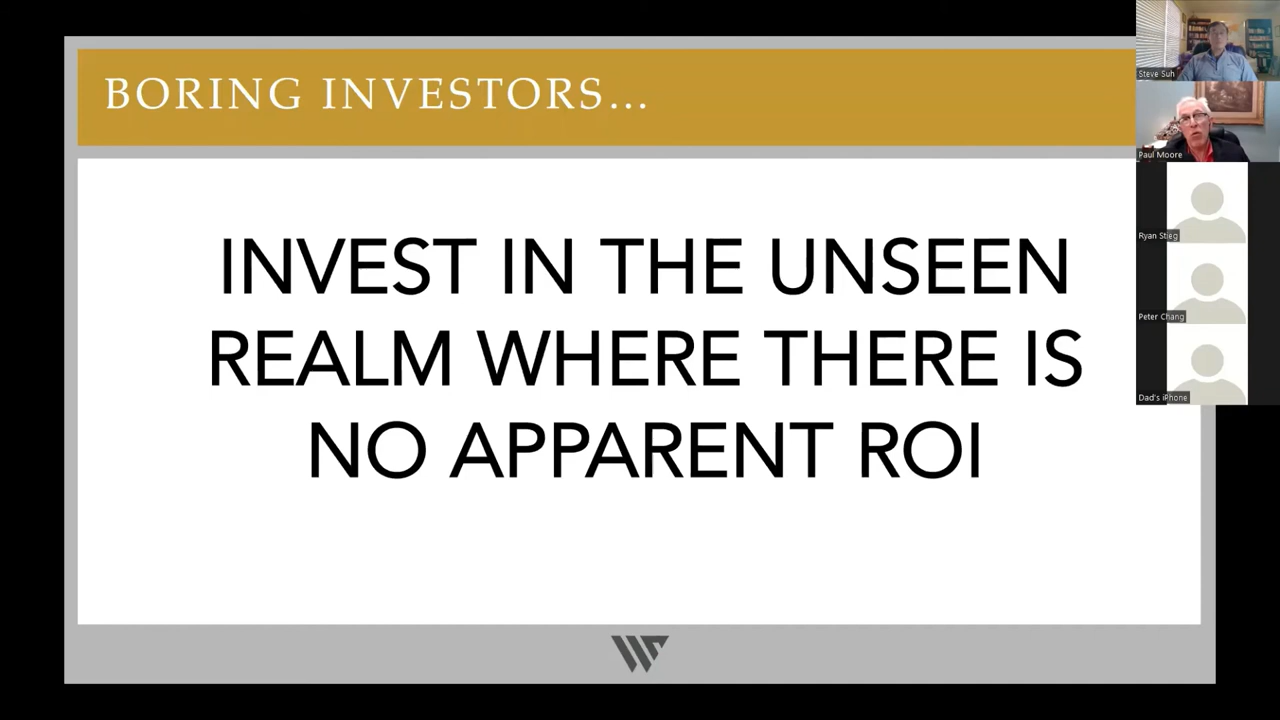 BORING INVESTORS...
INVEST IN THE UNSEEN
REALM WHERE THERE IS
NO APPARENT ROI
Steve Suh
Paul Moore
Ryan Stieg
Peter Chang
Dad's iPhone